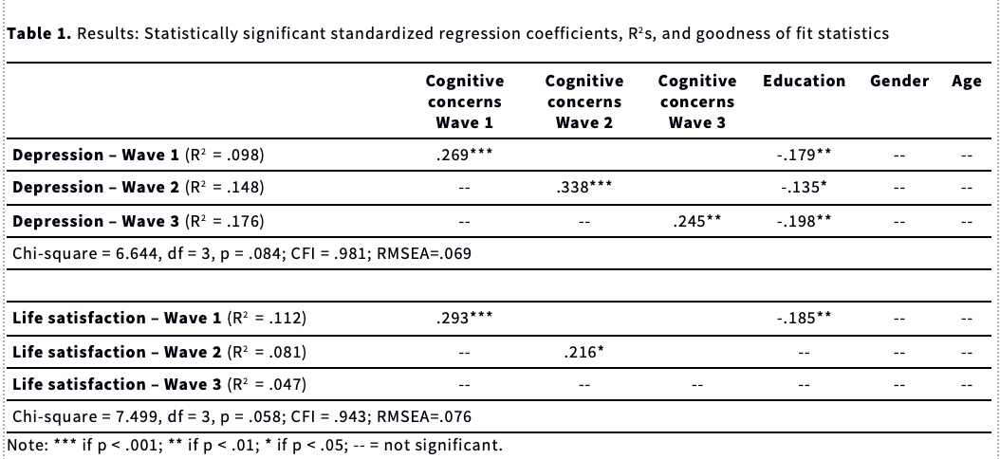 Table 1. Results: Statistically significant standardized regression coefficients, R²s, and goodness of fit statistics
Cognitive concerns Wave 1 Cognitive concerns Wave 2 Cognitive concerns Wave 3 Education Gender Age
Depression – Wave 1 (R² = .098) .269*** -.179** -- --
Depression – Wave 2 (R² = .148) -- .338*** -.135* -- --
Depression – Wave 3 (R² = .176) -- -- .245** -.198** -- --
Chi-square = 6.644, df = 3, p = .084; CFI = .981; RMSEA=.069
Life satisfaction – Wave 1 (R² = .112) .293*** -.185** -- --
Life satisfaction – Wave 2 (R² = .081) -- .216* -- -- --
Life satisfaction – Wave 3 (R² = .047) -- -- -- -- -- --
Chi-square = 7.499, df = 3, p = .058; CFI = .943; RMSEA=.076
Note: *** if p < .001; ** if p < .01; * if p < .05; -- = not significant.